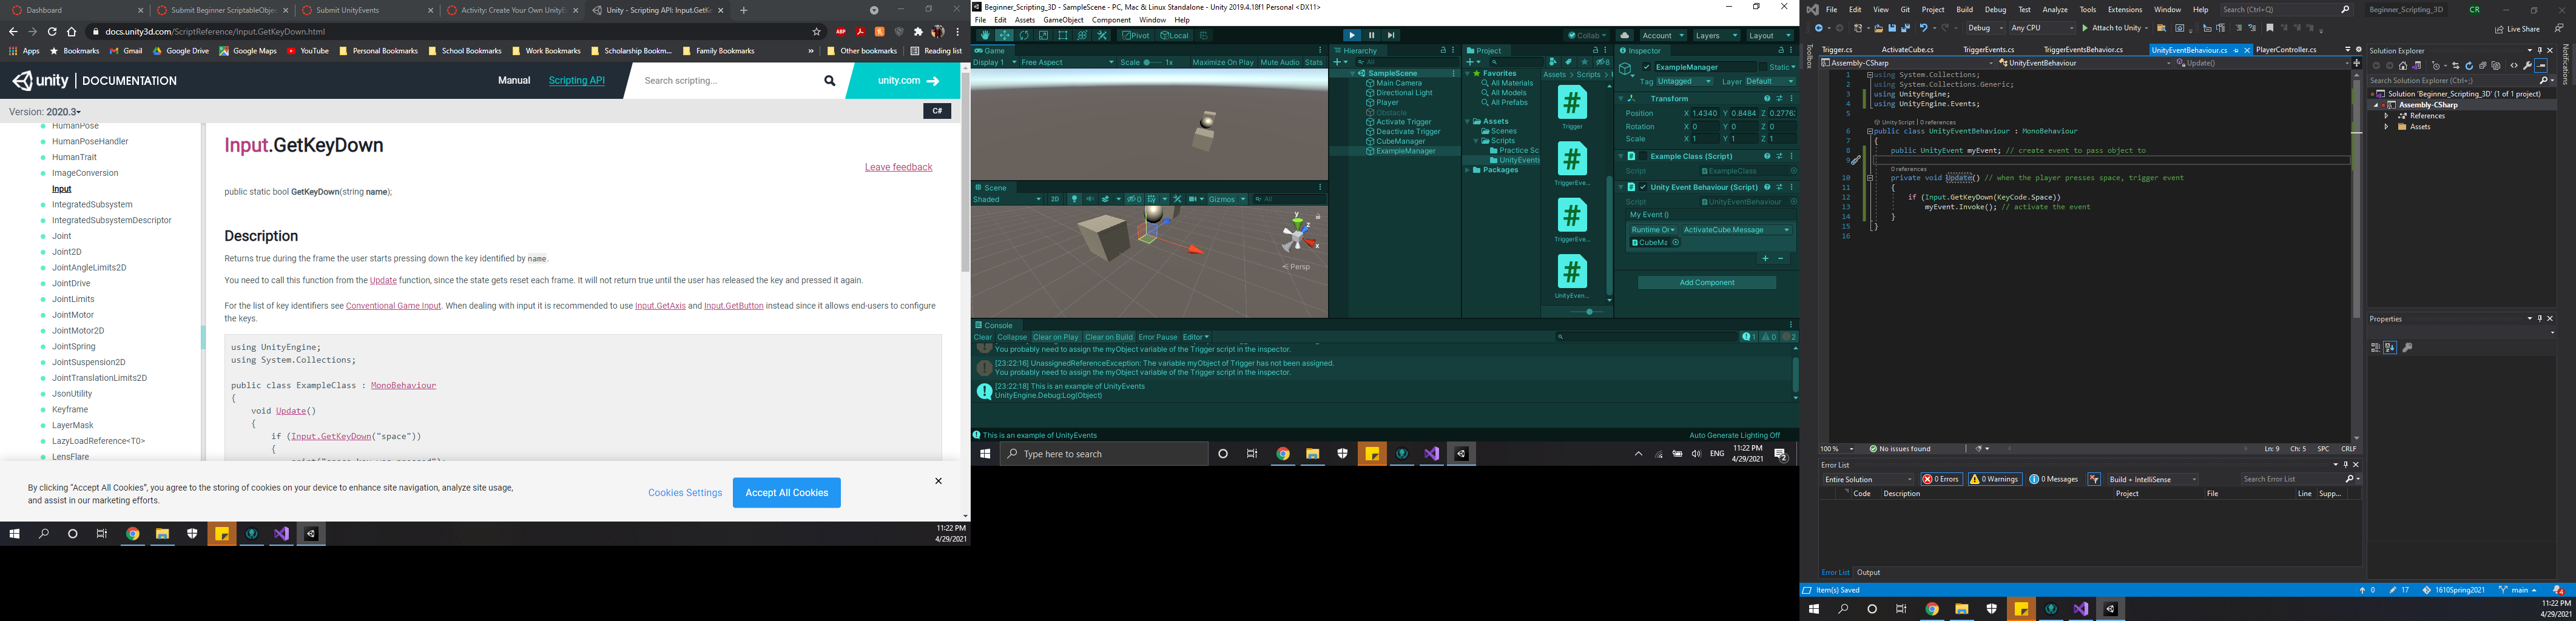 Dashboard
Submit Beginner ScriptableObjec
Submit UnityEvents
Activity: Create Your Own UnityE
Unity - Scripting API: Input.GetKe
docs.unity3d.com/ScriptReference/Input.GetKeyDown.html
Apps
Bookmarks
Gmail
Google Drive
Google Maps
YouTube
Personal Bookmarks
School Bookmarks
Work Bookmarks
Scholarship Bookm...
Family Bookmarks
»
Other bookmarks
Reading list
unity | DOCUMENTATION
Manual
Scripting API
Search scripting...
unity.com
Version: 2020.3
C#
HumanPose
HumanPoseHandler
HumanTrait
ImageConversion
Input
IntegratedSubsystem
IntegratedSubsystemDescriptor
Joint
Joint2D
JointAngleLimits2D
JointDrive
JointLimits
JointMotor
JointMotor2D
JointSpring
JointSuspension2D
JointTranslationLimits2D
JsonUtility
Keyframe
LayerMask
LazyLoadReference<T0>
LensFlare
Input.GetKeyDown
Leave feedback
public static bool GetKeyDown(string name);
Description
Returns true during the frame the user starts pressing down the key identified by name.
You need to call this function from the Update function, since the state gets reset each frame. It will not return true until the user has released the key and pressed it again.
For the list of key identifiers see Conventional Game Input. When dealing with input it is recommended to use Input.GetAxis and Input.GetButton instead since it allows end-users to configure
the keys.
using UnityEngine;
using System.Collections;
public class ExampleClass : MonoBehaviour
{
void Update()
{
if (Input.GetKeyDown("space"))
{
By clicking "Accept All Cookies", you agree to the storing of cookies on your device to enhance site navigation, analyze site usage,
and assist in our marketing efforts.
Cookies Settings
Accept All Cookies
11:22 PM
4/29/2021
Beginner_Scripting_3D - SampleScene - PC, Mac & Linux Standalone - Unity 2019.4.18f1 Personal <DX11>
File Edit Assets GameObject Component Window Help
Pivot
Local
Collab
Account
Layers
Layout
Game
Display 1
Free Aspect
Scale
1x
Maximize On Play
Mute Audio
Stats
Scene
Shaded
2D
Gizmos
All
Persp
Hierarchy
All
SampleScene
Main Camera
Directional Light
Player
Obstacle
Activate Trigger
Deactivate Trigger
CubeManager
ExampleManager
Project
Favorites
All Materials
All Models
All Prefabs
Assets
Scenes
Scripts
Practice Sc
UnityEvents
Packages
Assets > Scripts >
Trigger
TriggerEve...
TriggerEve...
UnityEven...
Inspector
ExampleManager
Static
Tag Untagged
Layer Default
Transform
Position X 1.4340 Y 0.8484 Z 0.2776
Rotation X 0 Y 0 Z 0
Scale X 1 Y 1 Z 1
Example Class (Script)
Script ExampleClass
Unity Event Behaviour (Script)
Script UnityEventBehaviour
My Event ()
Runtime Or
ActivateCube.Message
CubeMa
Add Component
Console
Clear Collapse Clear on Play Clear on Build Error Pause Editor
1 0 2
You probably need to assign the myObject variable of the Trigger script in the inspector.
[23:22:16] UnassignedReferenceException: The variable myObject of Trigger has not been assigned.
You probably need to assign the myObject variable of the Trigger script in the inspector.
[23:22:18] This is an example of UnityEvents
UnityEngine.Debug:Log(Object)
This is an example of UnityEvents
Auto Generate Lighting Off
Type here to search
ENG
11:22 PM
4/29/2021
File Edit View Git Project Build Debug Test Analyze Tools Extensions Window Help
Search (Ctrl+Q)
Beginner_Scripting_3D
CR
Debug
Any CPU
Attach to Unity
Live Share
Toolbox
Notifications
Trigger.cs
ActivateCube.cs
TriggerEvents.cs
TriggerEventsBehavior.cs
UnityEventBehaviour.cs
PlayerController.cs
Assembly-CSharp
UnityEventBehaviour
Update()
1 using System.Collections;
2 using System.Collections.Generic;
3 using UnityEngine;
4 using UnityEngine.Events;
5
Unity Script | 0 references
6 public class UnityEventBehaviour : MonoBehaviour
7 {
8 public UnityEvent myEvent; // create event to pass object to
9
0 references
10 private void Update() // when the player presses space, trigger event
11 {
12 if (Input.GetKeyDown(KeyCode.Space))
13 myEvent.Invoke(); // activate the event
14 }
15 }
16
100 %
No issues found
Ln: 9 Ch: 5 SPC CRLF
Error List
Entire Solution
0 Errors
0 Warnings
0 Messages
Build + IntelliSense
Search Error List
Code Description Project File Line Supp...
Error List Output
Solution Explorer
Search Solution Explorer (Ctrl+;)
Solution 'Beginner_Scripting_3D' (1 of 1 project)
Assembly-CSharp
References
Assets
Properties
Item(s) Saved
0
17
1610Spring2021
main
11:22 PM
4/29/2021